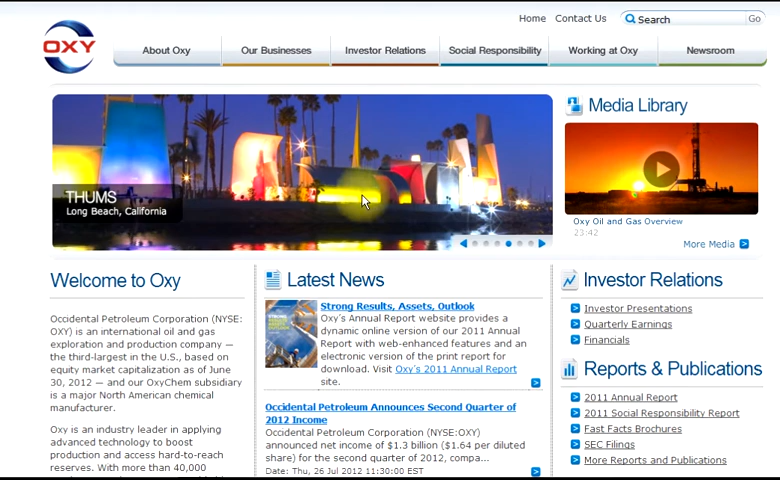 Home Contact Us Search Go
OXY
About Oxy Our Businesses Investor Relations Social Responsibility Working at Oxy Newsroom
THUMS
Long Beach, California
Media Library
Oxy Oil and Gas Overview
23:42
More Media
Welcome to Oxy
Occidental Petroleum Corporation (NYSE:
OXY) is an international oil and gas
exploration and production company —
the third-largest in the U.S., based on
equity market capitalization as of June
30, 2012 — and our OxyChem subsidiary
is a major North American chemical
manufacturer.
Oxy is an industry leader in applying
advanced technology to boost
production and access hard-to-reach
reserves. With more than 40,000
Latest News
Strong Results, Assets, Outlook
Oxy's Annual Report website provides a
dynamic online version of our 2011 Annual
Report with web-enhanced features and an
electronic version of the print report for
download. Visit Oxy's 2011 Annual Report
site.
Occidental Petroleum Announces Second Quarter of
2012 Income
Occidental Petroleum Corporation (NYSE:OXY)
announced net income of $1.3 billion ($1.64 per diluted
share) for the second quarter of 2012, compa...
Date: Thu, 26 Jul 2012 11:30:00 EST
Investor Relations
Investor Presentations
Quarterly Earnings
Financials
Reports & Publications
2011 Annual Report
2011 Social Responsibility Report
Fast Facts Brochures
SEC Filings
More Reports and Publications